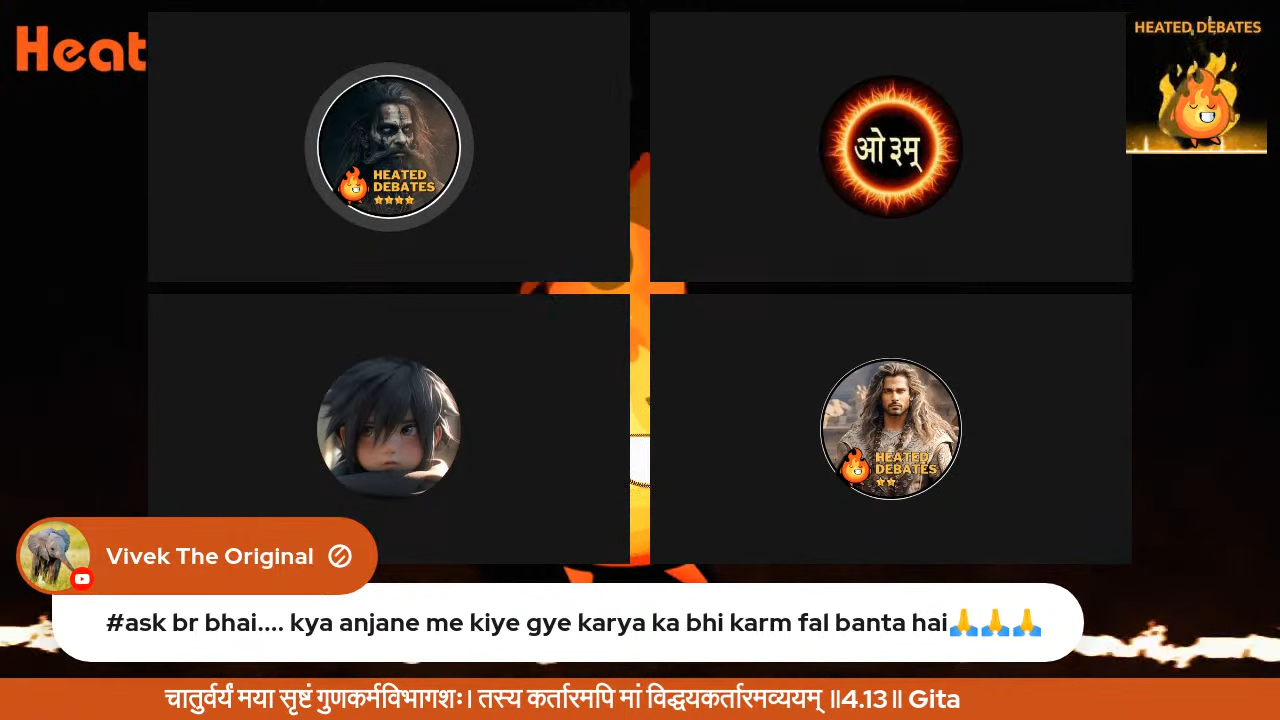 Heat
HEATED DEBATES
HEATED
DEBATES
ओ३म्
HEATED
DEBATES
Vivek The Original
#ask br bhai.... kya anjane me kiye gye karya ka bhi karm fal banta hai🙏🙏🙏
चातुर्वर्यं मया सृष्टं गुणकर्मविभागशः। तस्य कर्तारमपि मां विद्धयकर्तारमव्ययम् ॥4.13॥ Gita